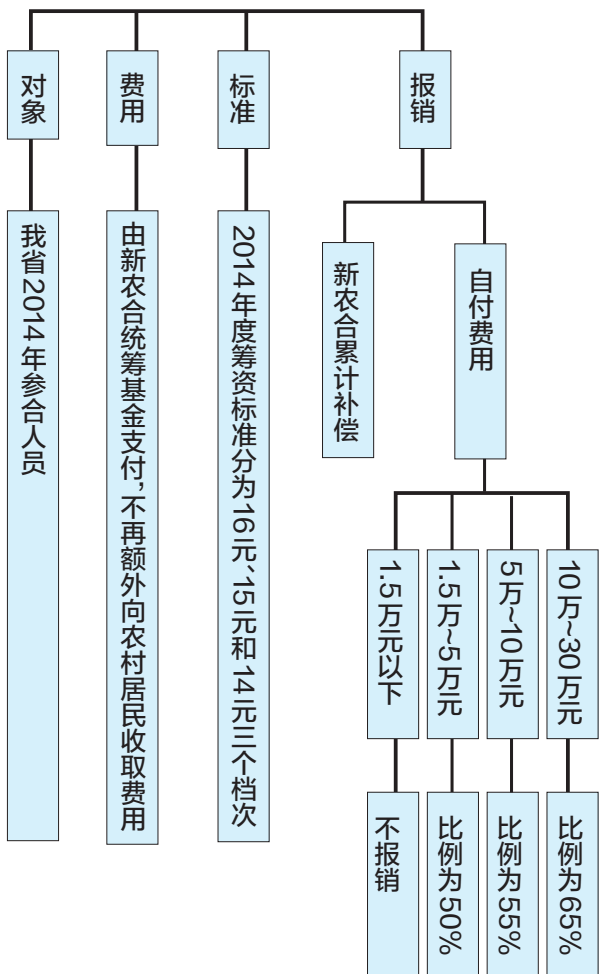 对象
我省2014年参合人员
费用
由新农合统筹基金支付,不再额外向农村居民收取费用
标准
2014年度筹资标准分为16元、15元和14元三个档次
报销
新农合累计补偿
自付费用
1.5万元以下
不报销
1.5万~5万元
比例为50%
5万~10万元
比例为55%
10万~30万元
比例为65%